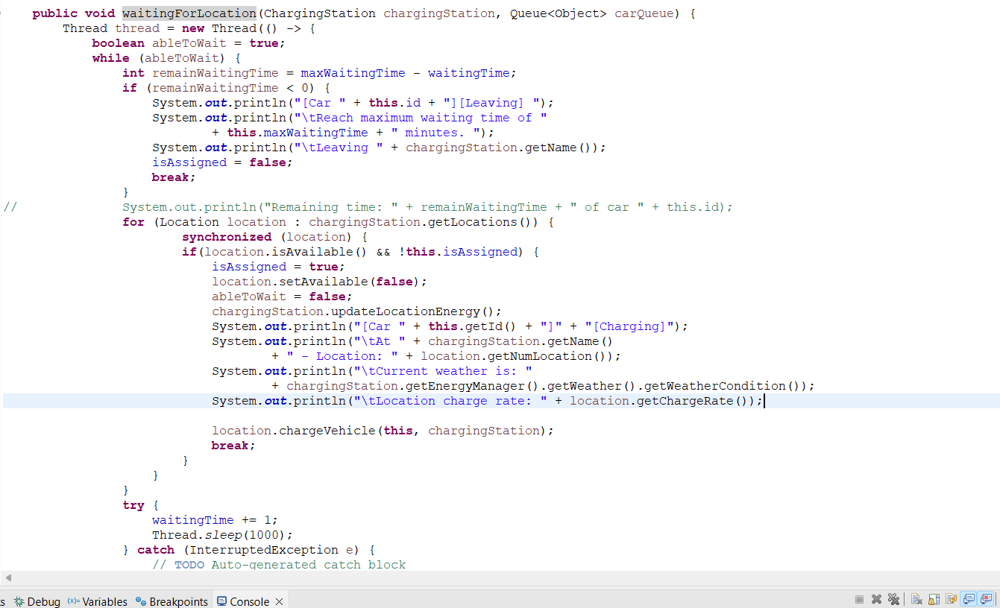 public void waitingForLocation(ChargingStation chargingStation, Queue<Object> carQueue) {
Thread thread = new Thread(() -> {
boolean ableToWait = true;
while (ableToWait) {
int remainWaitingTime = maxWaitingTime - waitingTime;
if (remainWaitingTime < 0) {
System.out.println("[Car " + this.id + "][Leaving] ");
System.out.println("\tReach maximum waiting time of "
+ this.maxWaitingTime + " minutes. ");
System.out.println("\tLeaving " + chargingStation.getName());
isAssigned = false;
break;
}
// System.out.println("Remaining time: " + remainWaitingTime + " of car " + this.id);
for (Location location : chargingStation.getLocations()) {
synchronized (location) {
if(location.isAvailable() && !this.isAssigned) {
isAssigned = true;
location.setAvailable(false);
ableToWait = false;
chargingStation.updateLocationEnergy();
System.out.println("[Car " + this.getId() + "]" + "[Charging]");
System.out.println("\tAt " + chargingStation.getName()
+ " - Location: " + location.getNumLocation());
System.out.println("\tCurrent weather is: "
+ chargingStation.getEnergyManager().getWeather().getWeatherCondition());
System.out.println("\tLocation charge rate: " + location.getChargeRate());
location.chargeVehicle(this, chargingStation);
break;
}
}
}
try {
waitingTime += 1;
Thread.sleep(1000);
} catch (InterruptedException e) {
// TODO Auto-generated catch block
s Debug (x)= Variables Breakpoints Console